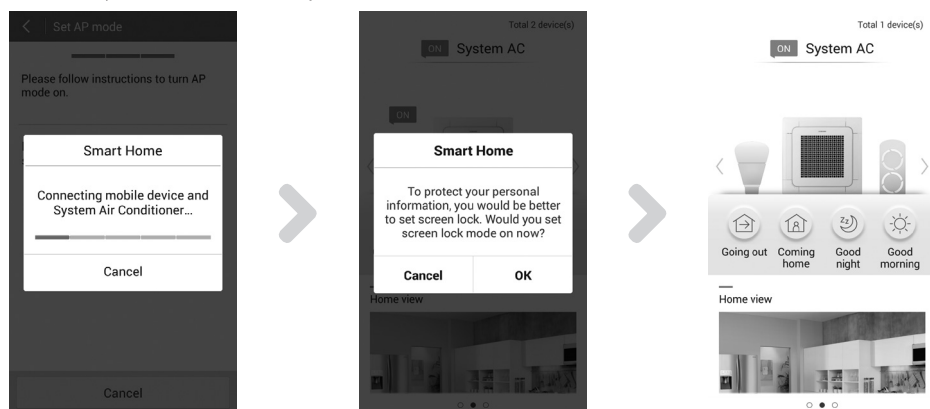 Set AP mode
Please follow instructions to turn AP
mode on.
Smart Home
Connecting mobile device and
System Air Conditioner...
Cancel
Cancel
Total 2 device(s)
ON System AC
ON
Smart Home
To protect your personal
information, you would be better
to set screen lock. Would you set
screen lock mode on now?
Cancel OK
Home view
Total 1 device(s)
ON System AC
Going out
Coming
home
Good
night
Good
morning
Home view